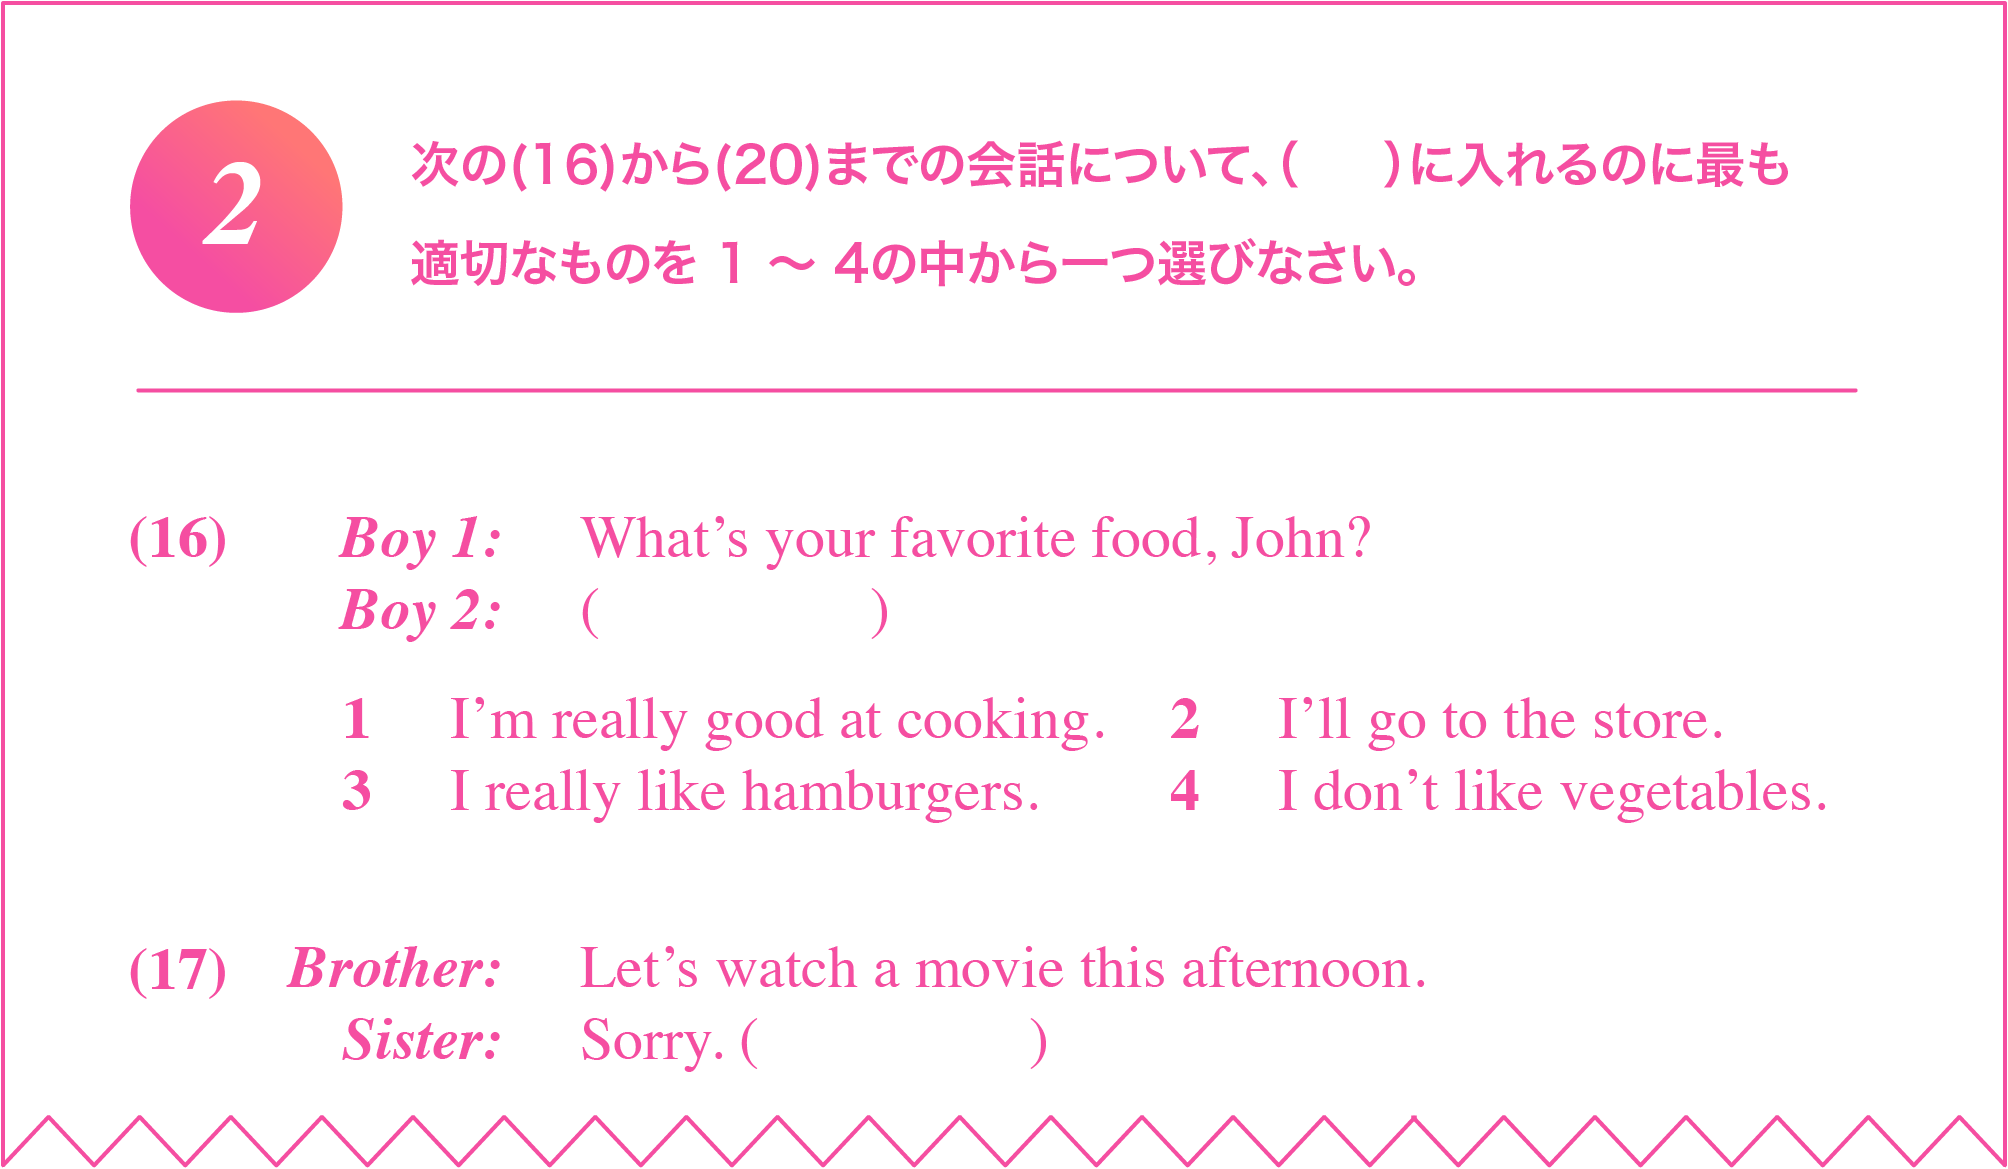 2
次の(16)から(20)までの会話について、(　　)に入れるのに最も
適切なものを 1 ～ 4の中から一つ選びなさい。
(16) Boy 1: What’s your favorite food, John?
Boy 2: (　　　　　)
1 I’m really good at cooking. 2 I’ll go to the store.
3 I really like hamburgers. 4 I don’t like vegetables.
(17) Brother: Let’s watch a movie this afternoon.
Sister: Sorry. (　　　　　)